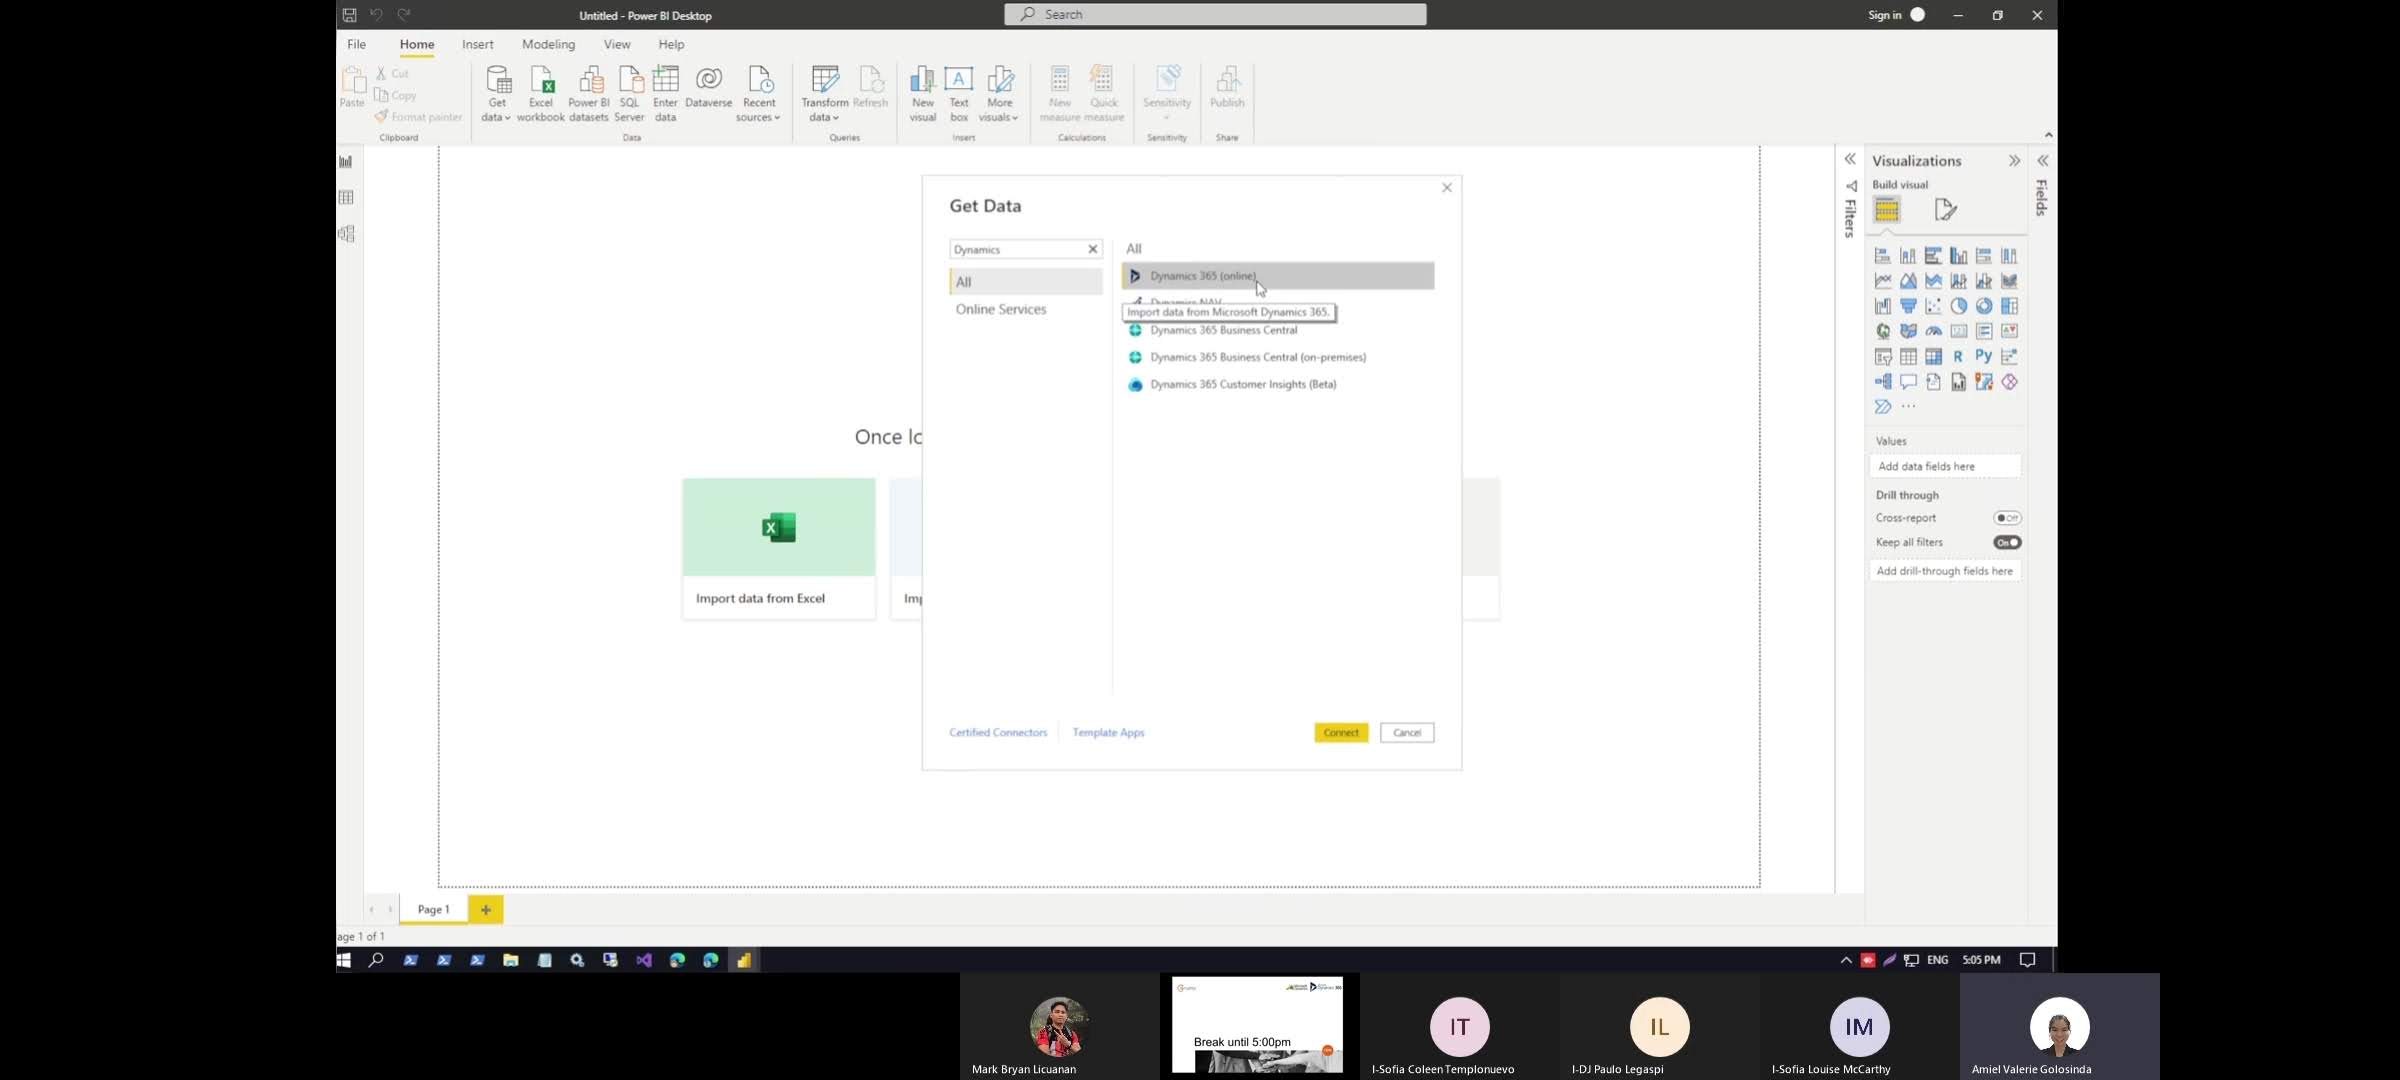 Untitled - Power BI Desktop
Search
Sign in
File Home Insert Modeling View Help
Paste
Cut
Copy
Format painter
Clipboard
Get data
Excel workbook
Power BI datasets
SQL Server
Enter data
Dataverse
Recent sources
Data
Transform data
Refresh
Queries
New visual
Text box
More visuals
Insert
New measure
Quick measure
Calculations
Sensitivity
Sensitivity
Publish
Share
Get Data
Dynamics
All
Online Services
All
Dynamics 365 (online)
Dynamics NAV
Import data from Microsoft Dynamics 365.
Dynamics 365 Business Central
Dynamics 365 Business Central (on-premises)
Dynamics 365 Customer Insights (Beta)
Certified Connectors
Template Apps
Connect
Cancel
Once lo
Import data from Excel
Imp
Filters
Visualizations
Build visual
R
Py
Values
Add data fields here
Drill through
Cross-report
Off
Keep all filters
On
Add drill-through fields here
Fields
Page 1
age 1 of 1
ENG
5:05 PM
Mark Bryan Licuanan
Break until 5:00pm
IT
I-Sofia Coleen Templonuevo
IL
I-DJ Paulo Legaspi
IM
I-Sofia Louise McCarthy
Amiel Valerie Golosinda